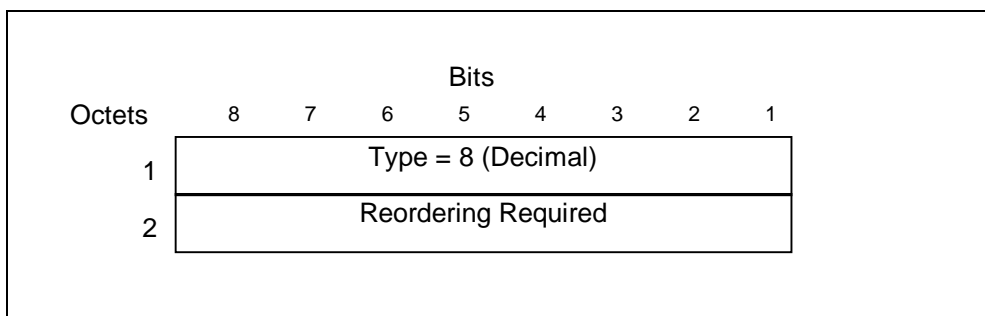 Bits
Octets 8 7 6 5 4 3 2 1
1 Type = 8 (Decimal)
2 Reordering Required